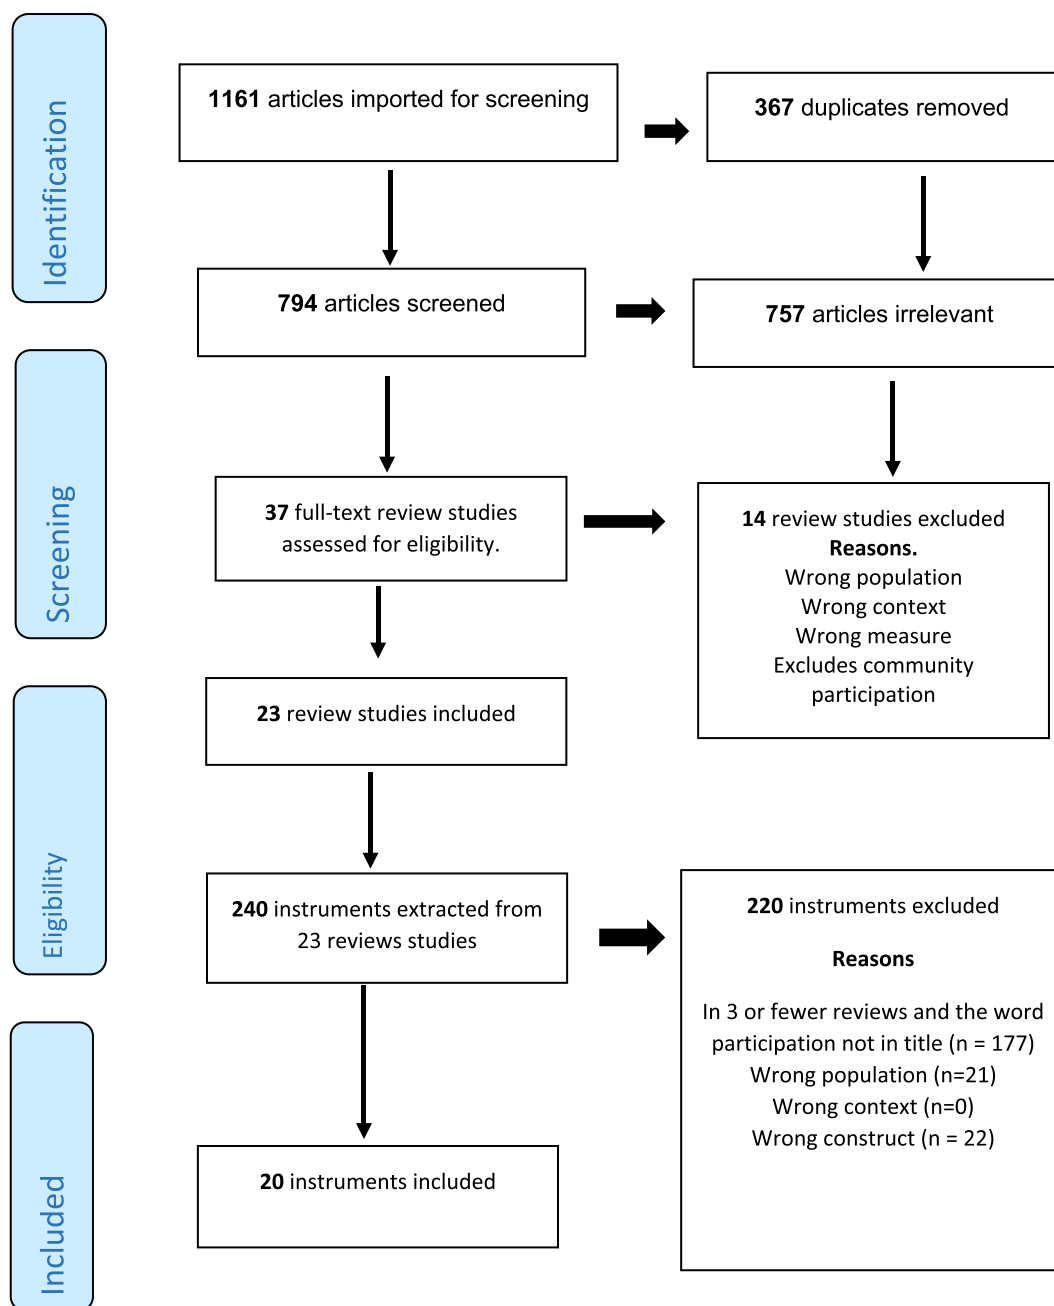 Identification
1161 articles imported for screening
367 duplicates removed
794 articles screened
757 articles irrelevant
Screening
37 full-text review studies
assessed for eligibility.
14 review studies excluded
Reasons.
Wrong population
Wrong context
Wrong measure
Excludes community
participation
23 review studies included
Eligibility
240 instruments extracted from
23 reviews studies
220 instruments excluded
Reasons
In 3 or fewer reviews and the word
participation not in title (n = 177)
Wrong population (n=21)
Wrong context (n=0)
Wrong construct (n = 22)
Included
20 instruments included